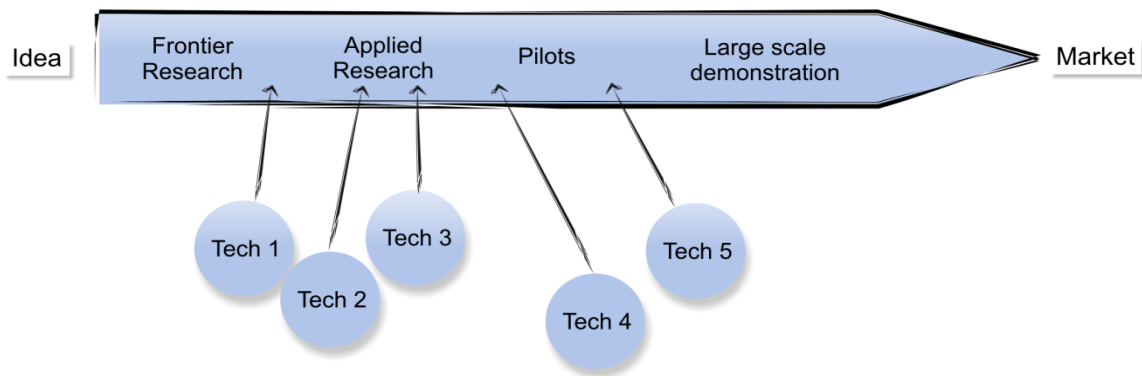 Idea
Frontier
Research
Applied
Research
Pilots
Large scale
demonstration
Market
Tech 1
Tech 2
Tech 3
Tech 4
Tech 5